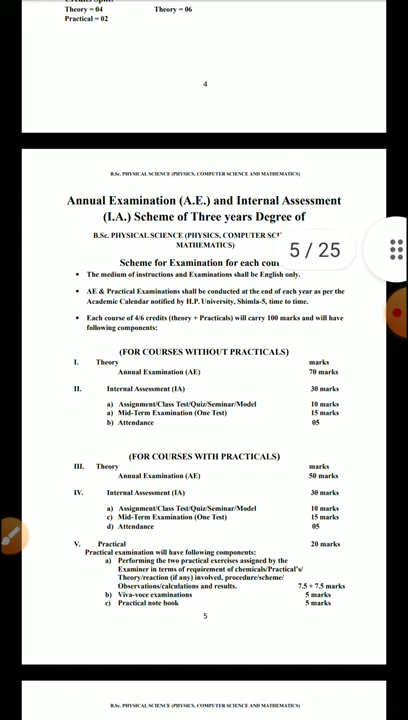 Theory = 04 Theory = 06
Practical = 02
4
B.Sc. PHYSICAL SCIENCE (PHYSICS, COMPUTER SCIENCE AND MATHEMATICS)
Annual Examination (A.E.) and Internal Assessment
(I.A.) Scheme of Three years Degree of
B.Sc. PHYSICAL SCIENCE (PHYSICS, COMPUTER
MATHEMATICS)
5 / 25
Scheme for Examination for each
• The medium of instructions and Examinations shall be English only.
• AE & Practical Examinations shall be conducted at the end of each year as per the
Academic Calendar notified by H.P. University, Shimla-5, time to time.
• Each course of 4/6 credits (theory + Practicals) will carry 100 marks and will have
following components:
(FOR COURSES WITHOUT PRACTICALS)
I. Theory marks
Annual Examination (AE) 70 marks
II. Internal Assessment (IA) 30 marks
a) Assignment/Class Test/Quiz/Seminar/Model 10 marks
a) Mid-Term Examination (One Test) 15 marks
b) Attendance 05
(FOR COURSES WITH PRACTICALS)
III. Theory marks
Annual Examination (AE) 50 marks
IV. Internal Assessment (IA) 30 marks
a) Assignment/Class Test/Quiz/Seminar/Model 10 marks
c) Mid-Term Examination (One Test) 15 marks
d) Attendance 05
V. Practical 20 marks
Practical examination will have following components:
a) Performing the two practical exercises assigned by the
Examiner in terms of requirement of chemicals/Practical's/
Theory/reaction (if any) involved, procedure/scheme/
Observations/calculations and results. 7.5 + 7.5 marks
b) Viva-voce examinations 5 marks
c) Practical note book 5 marks
5
B.Sc. PHYSICAL SCIENCE (PHYSICS, COMPUTER SCIENCE AND MATHEMATICS)